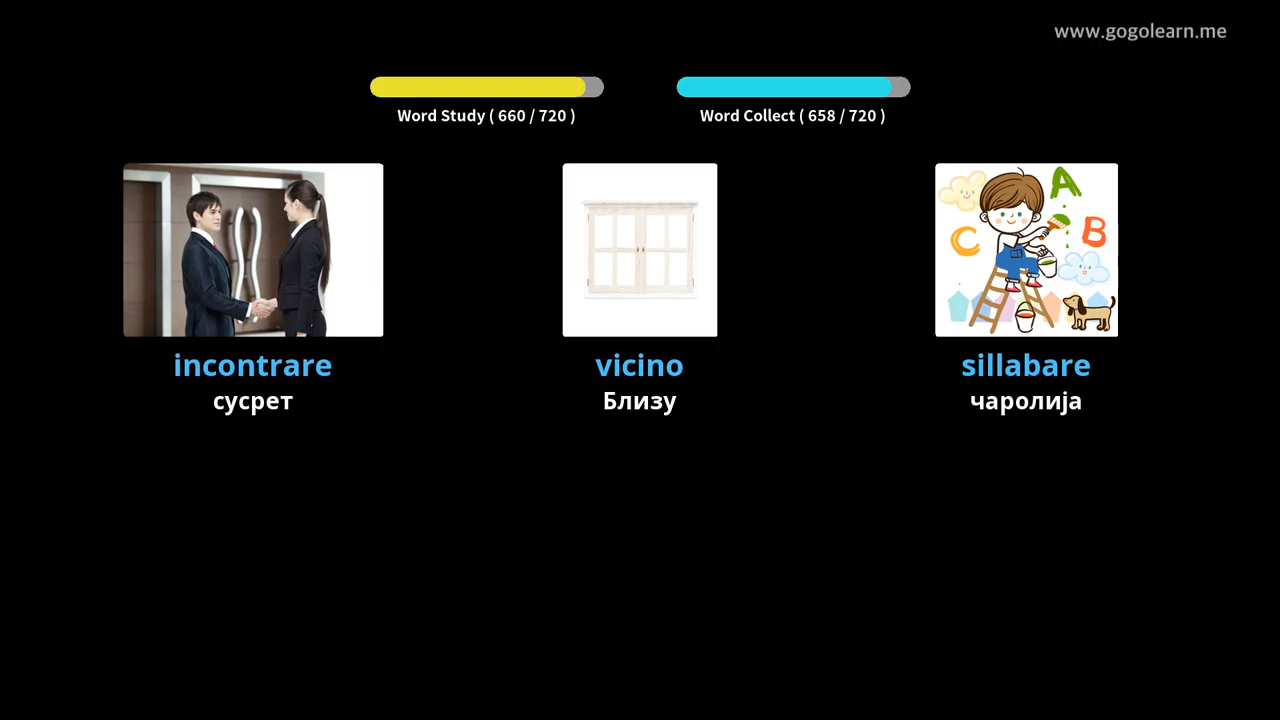 www.gogolearn.me
Word Study ( 660 / 720 )
Word Collect ( 658 / 720 )
A
B
C
incontrare
vicino
sillabare
сусрет
Близу
чаролија